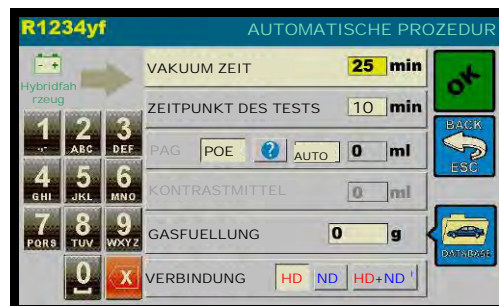 R1234yf AUTOMATISCHE PROZEDUR
- +
Hybridfah
rzeug
VAKUUM ZEIT 25 min
OK
ZEITPUNKT DES TESTS 10 min
1 2 ABC 3 DEF
BACK
ESC
PAG POE ? AUTO 0 ml
4 GHI 5 JKL 6 MNO
KONTRASTMITTEL 0 ml
7 PQRS 8 TUV 9 WXYZ
GASFUELLUNG 0 g
DATABASE
0 X
VERBINDUNG HD ND HD+ND